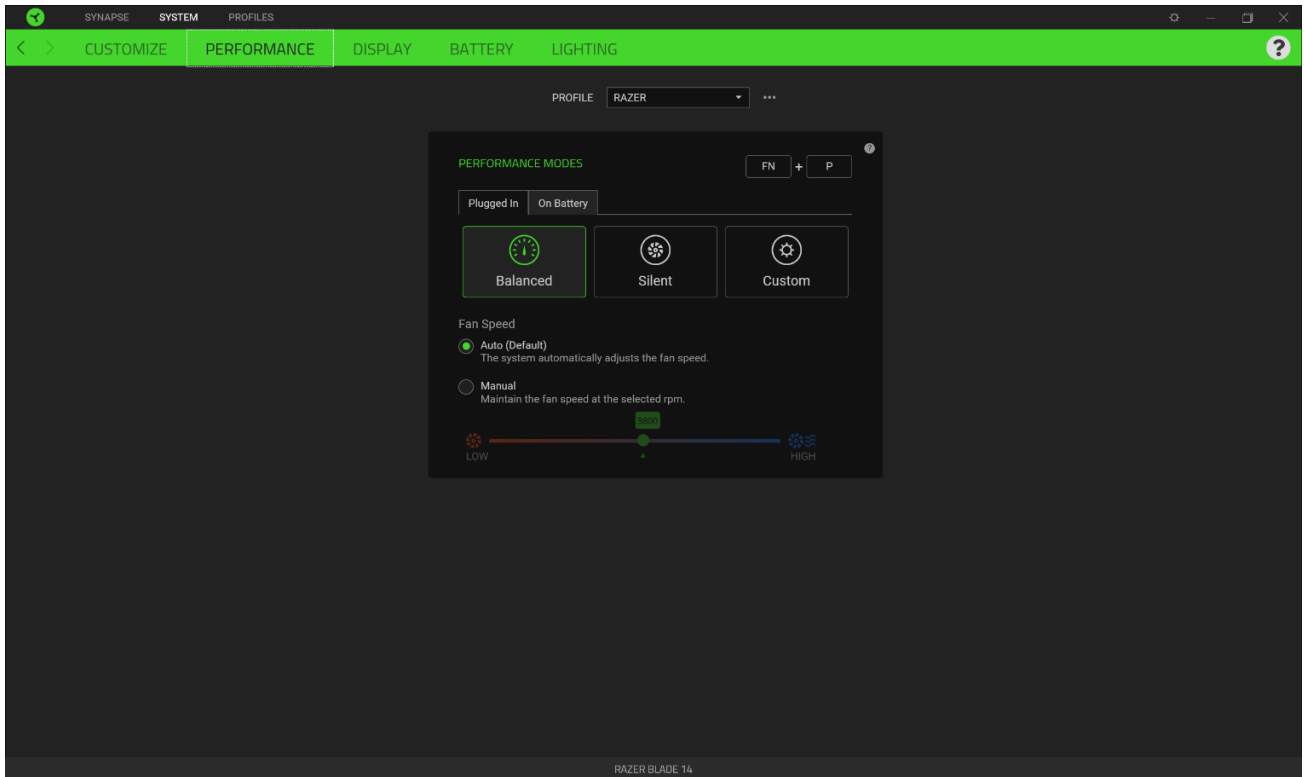 SYNAPSE SYSTEM PROFILES
CUSTOMIZE PERFORMANCE DISPLAY BATTERY LIGHTING ?
PROFILE RAZER
PERFORMANCE MODES FN + P
?
Plugged In On Battery
Balanced Silent Custom
Fan Speed
Auto (Default)
The system automatically adjusts the fan speed.
Manual
Maintain the fan speed at the selected rpm.
3800
LOW HIGH
RAZER BLADE 14